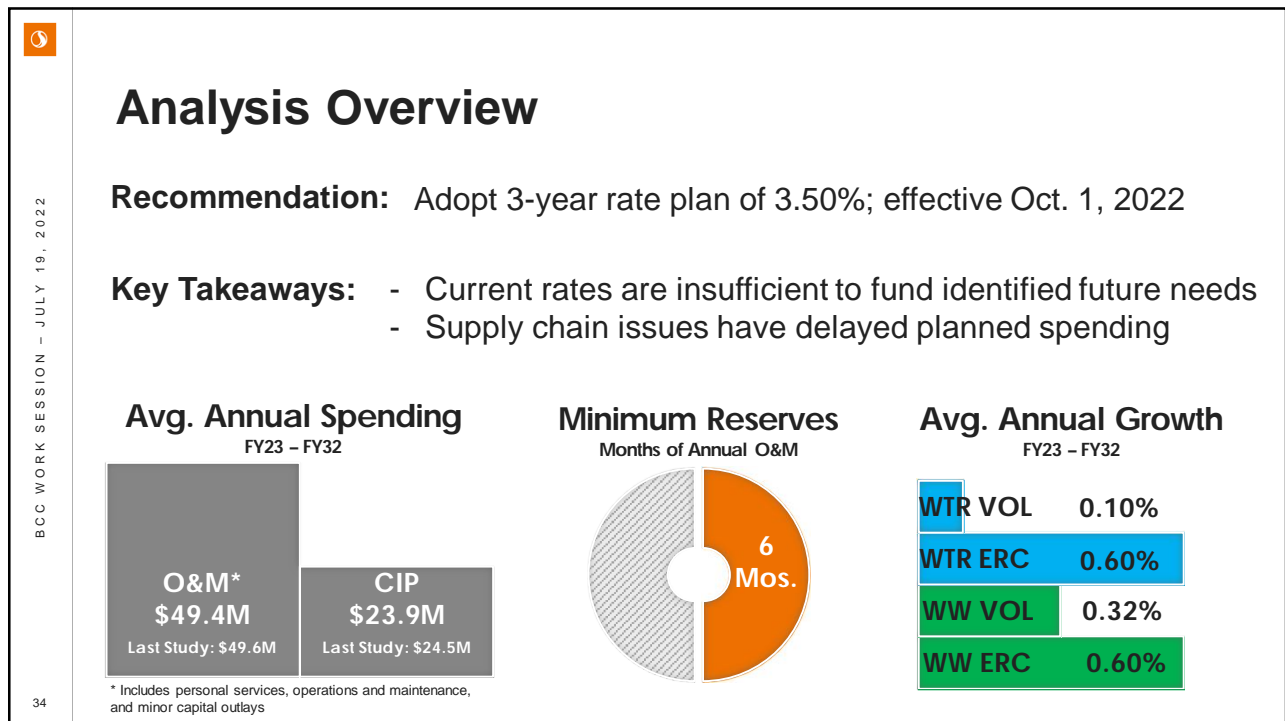 BCC WORK SESSION – JULY 19, 2022
Analysis Overview
Recommendation: Adopt 3-year rate plan of 3.50%; effective Oct. 1, 2022
Key Takeaways: - Current rates are insufficient to fund identified future needs
- Supply chain issues have delayed planned spending
Avg. Annual Spending
FY23 – FY32
O&M*
$49.4M
Last Study: $49.6M
CIP
$23.9M
Last Study: $24.5M
* Includes personal services, operations and maintenance,
and minor capital outlays
Minimum Reserves
Months of Annual O&M
6
Mos.
Avg. Annual Growth
FY23 – FY32
WTR VOL 0.10%
WTR ERC 0.60%
WW VOL 0.32%
WW ERC 0.60%
34